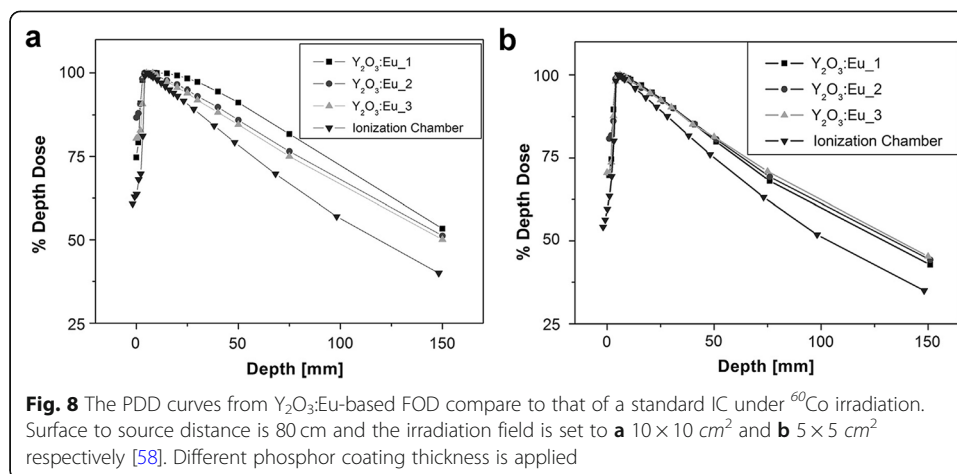 a
Y₂O₃:Eu_1
Y₂O₃:Eu_2
Y₂O₃:Eu_3
Ionization Chamber
% Depth Dose
100
75
50
25
0
50
100
150
Depth [mm]
b
Y₂O₃:Eu_1
Y₂O₃:Eu_2
Y₂O₃:Eu_3
Ionization Chamber
% Depth Dose
100
75
50
25
0
50
100
150
Depth [mm]
Fig. 8 The PDD curves from Y₂O₃:Eu-based FOD compare to that of a standard IC under ⁶⁰Co irradiation.
Surface to source distance is 80 cm and the irradiation field is set to a 10 × 10 cm² and b 5 × 5 cm²
respectively [58]. Different phosphor coating thickness is applied